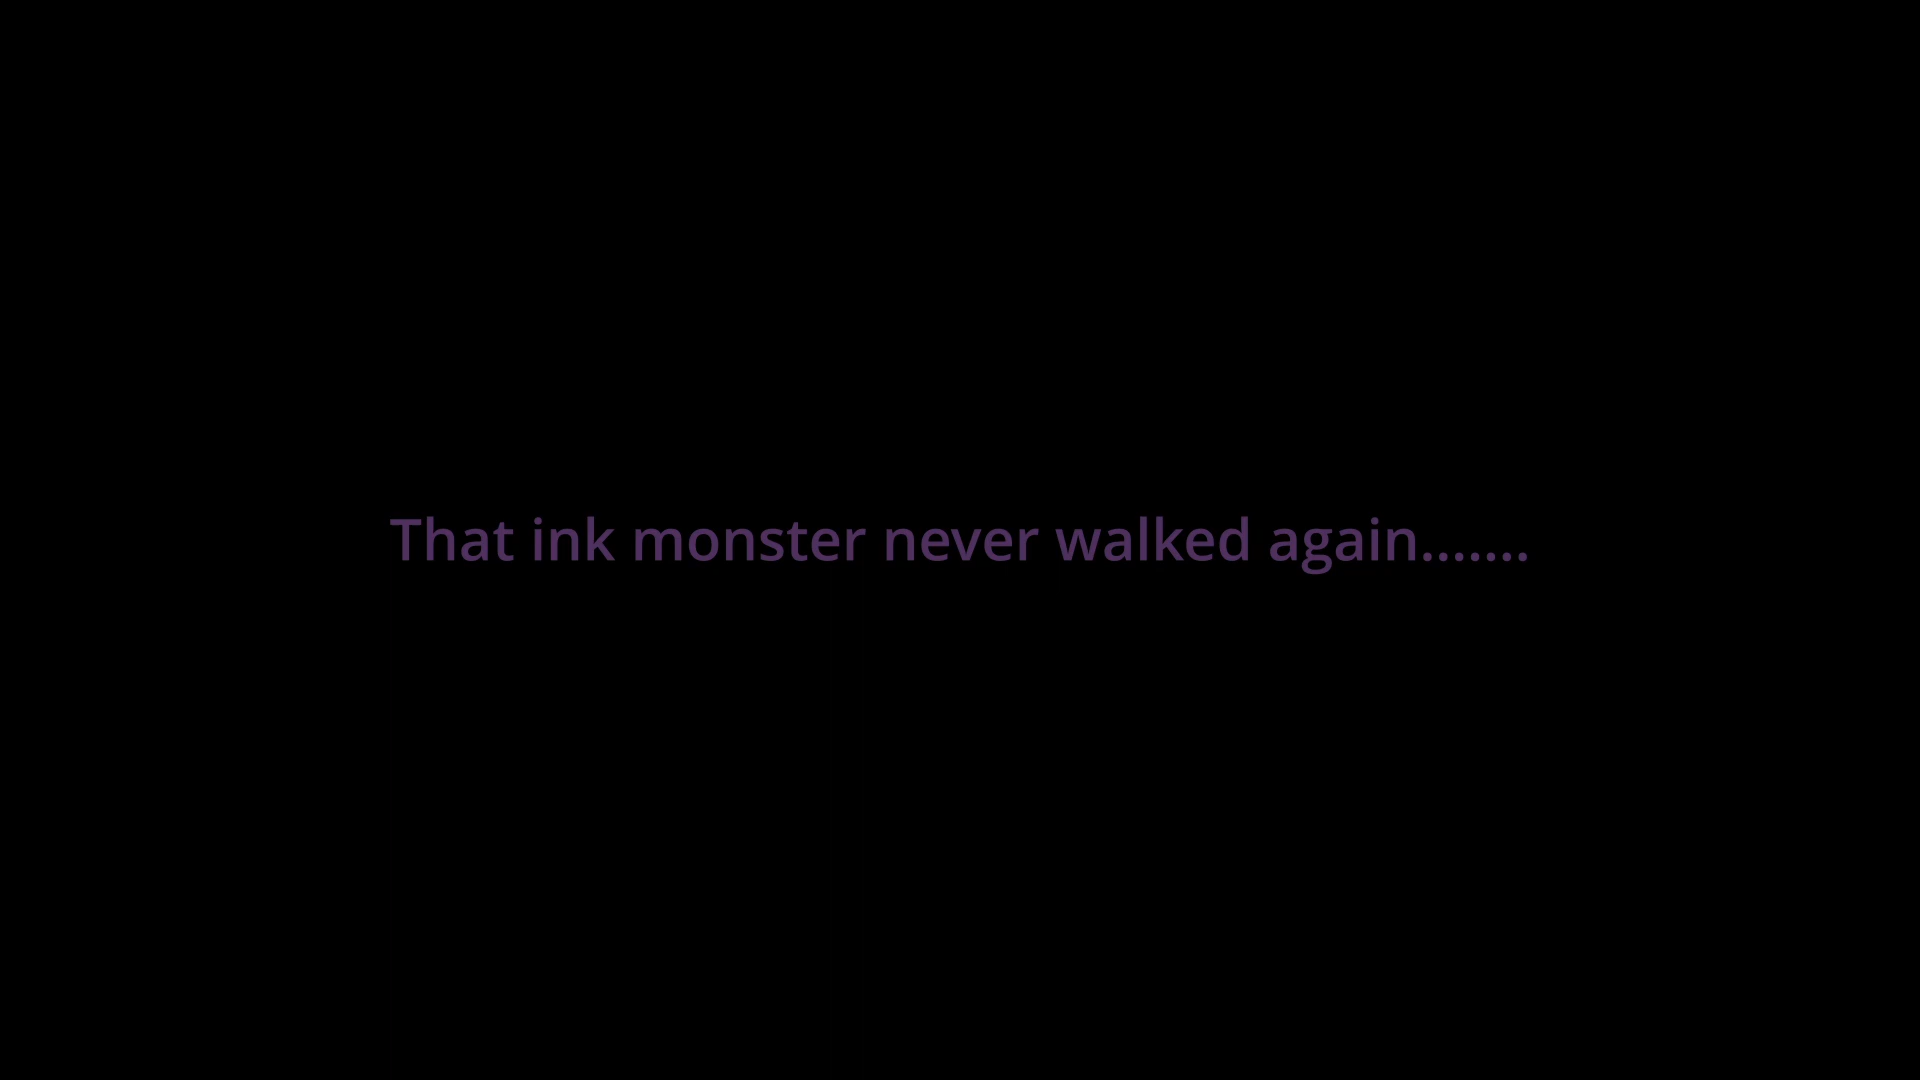 That ink monster never walked again.......